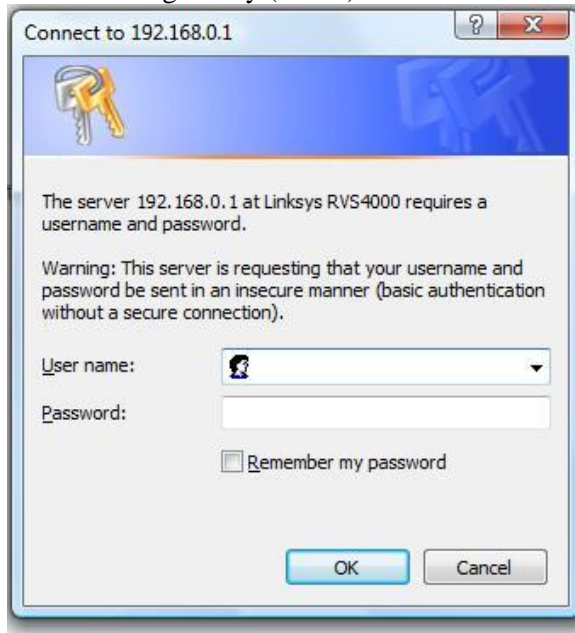 Connect to 192.168.0.1
The server 192.168.0.1 at Linksys RVS4000 requires a
username and password.
Warning: This server is requesting that your username and
password be sent in an insecure manner (basic authentication
without a secure connection).
User name:
Password:
Remember my password
OK Cancel